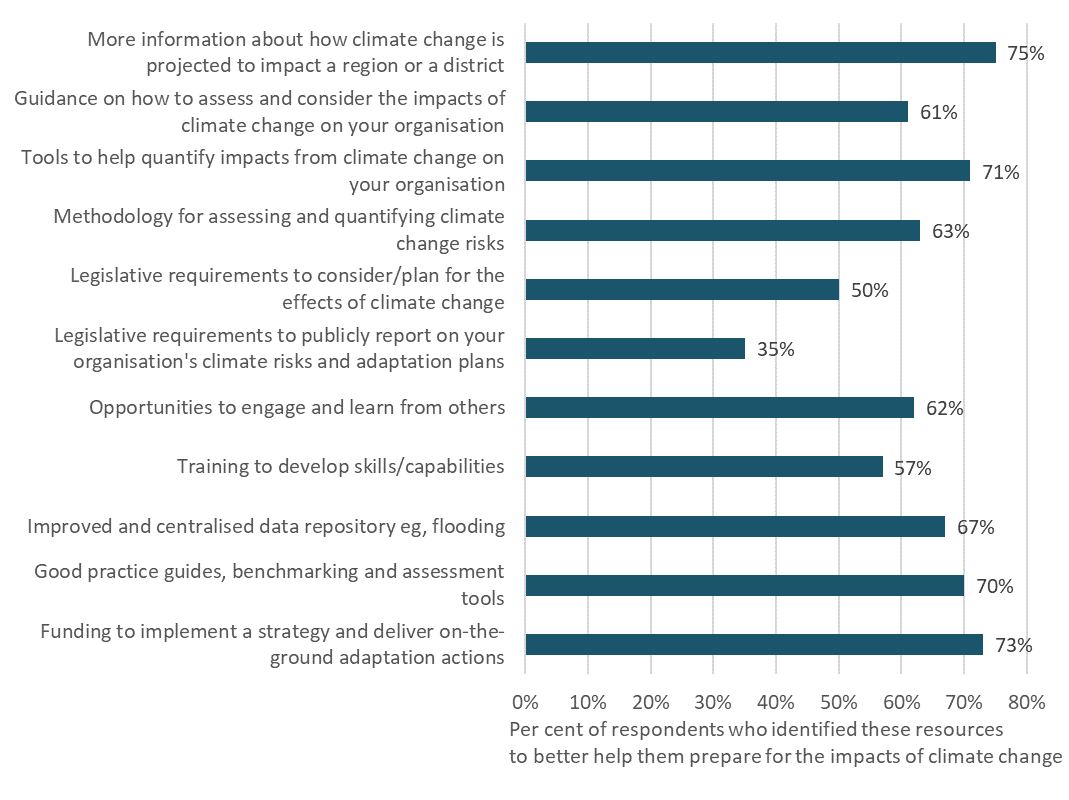 More information about how climate change is
projected to impact a region or a district
75%
Guidance on how to assess and consider the impacts of
climate change on your organisation
61%
Tools to help quantify impacts from climate change on
your organisation
71%
Methodology for assessing and quantifying climate
change risks
63%
Legislative requirements to consider/plan for the
effects of climate change
50%
Legislative requirements to publicly report on your
organisation's climate risks and adaptation plans
35%
Opportunities to engage and learn from others
62%
Training to develop skills/capabilities
57%
Improved and centralised data repository eg, flooding
67%
Good practice guides, benchmarking and assessment
tools
70%
Funding to implement a strategy and deliver on-the-
ground adaptation actions
73%
0% 10% 20% 30% 40% 50% 60% 70% 80%
Per cent of respondents who identified these resources
to better help them prepare for the impacts of climate change